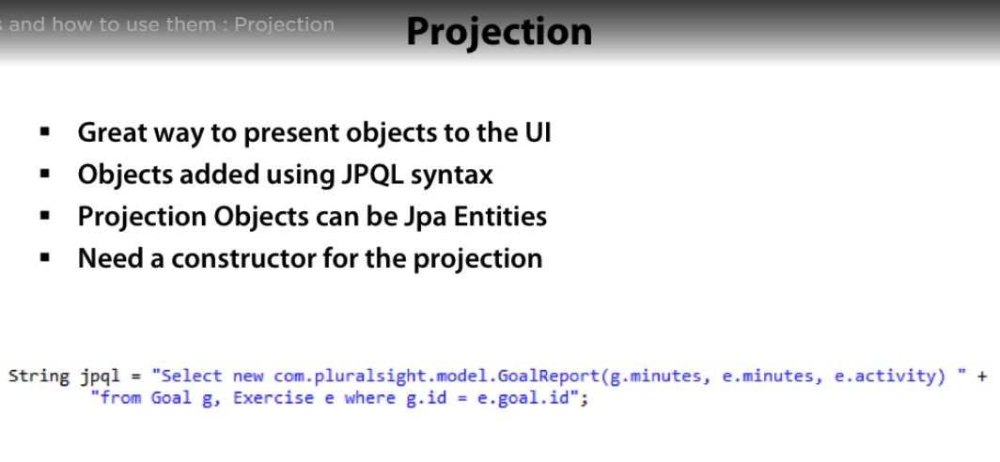 and how to use them : Projection
Projection
▪ Great way to present objects to the UI
▪ Objects added using JPQL syntax
▪ Projection Objects can be Jpa Entities
▪ Need a constructor for the projection
String jpql = "Select new com.pluralsight.model.GoalReport(g.minutes, e.minutes, e.activity) " +
"from Goal g, Exercise e where g.id = e.goal.id";